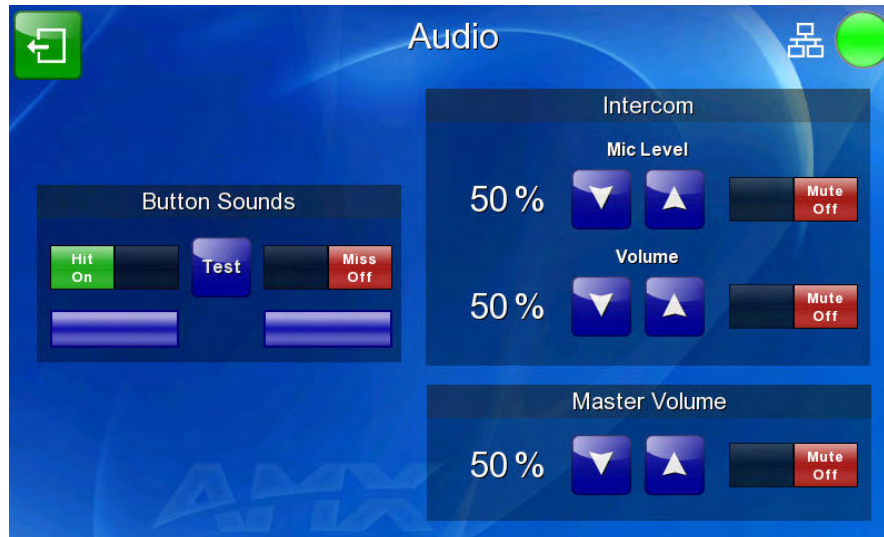 Audio
Intercom
Mic Level
50 %
Mute
Off
Volume
50 %
Mute
Off
Button Sounds
Hit
On
Test
Miss
Off
Master Volume
50 %
Mute
Off
AMX